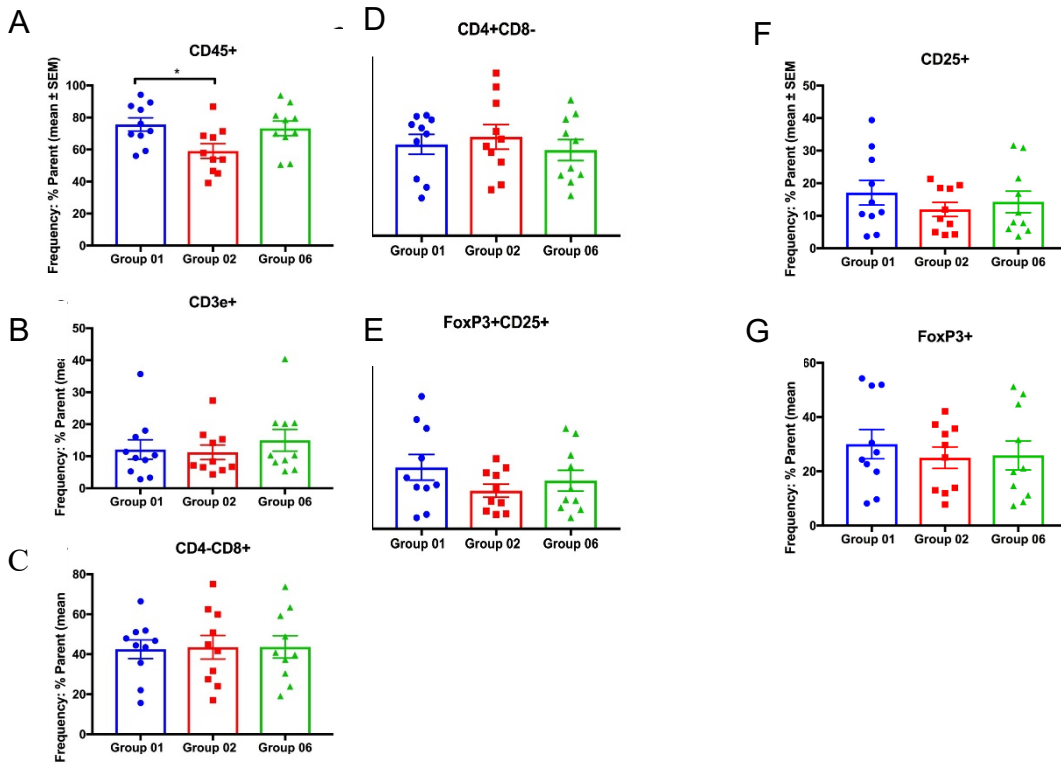 A
CD45+
Frequency: % Parent (mean ± SEM)
100
80
60
40
20
0
*
Group 01 Group 02 Group 06
B
CD3e+
Frequency: % Parent (mea
50
40
30
20
10
0
Group 01 Group 02 Group 06
C
CD4-CD8+
Frequency: % Parent (mean
80
60
40
20
0
Group 01 Group 02 Group 06
D
CD4+CD8-
Group 01 Group 02 Group 06
E
FoxP3+CD25+
Group 01 Group 02 Group 06
F
CD25+
Frequency: % Parent (mean ± SEM
50
40
30
20
10
0
Group 01 Group 02 Group 06
G
FoxP3+
Frequency: % Parent (mean
60
40
20
0
Group 01 Group 02 Group 06